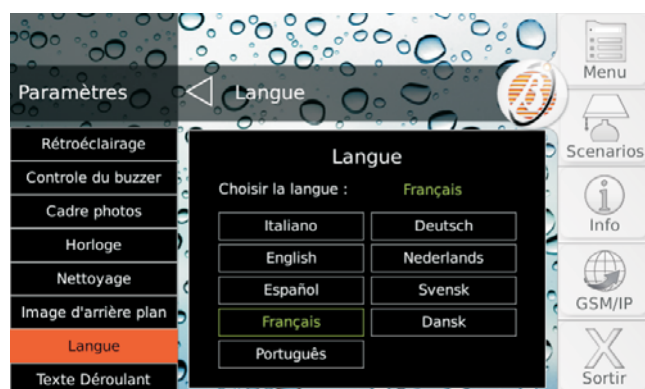 Paramètres
Langue
Rétroéclairage
Controle du buzzer
Cadre photos
Horloge
Nettoyage
Image d'arrière plan
Langue
Texte Déroulant
Langue
Choisir la langue : Français
Italiano Deutsch
English Nederlands
Español Svensk
Français Dansk
Português
Menu
Scenarios
Info
GSM/IP
Sortir